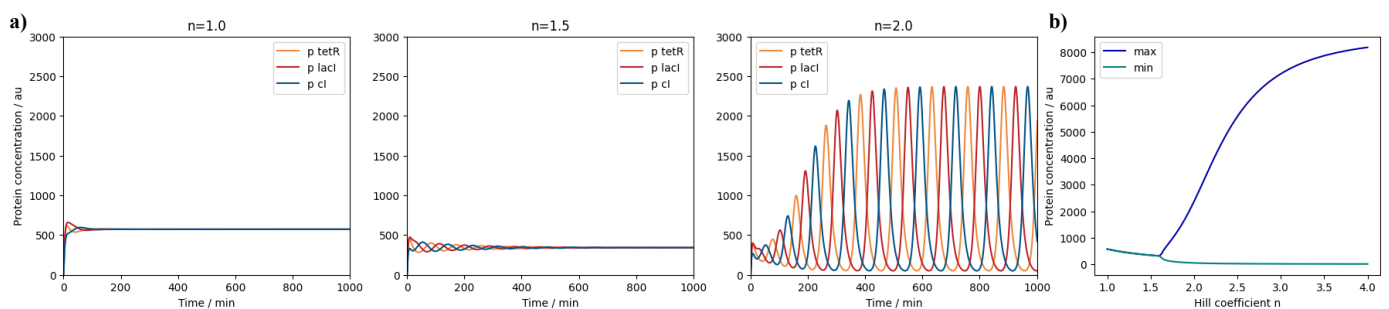 a)
n=1.0
3000
2500
2000
1500
1000
500
0
Protein concentration / au
p tetR
p lacI
p cI
0 200 400 600 800 1000
Time / min
n=1.5
3000
2500
2000
1500
1000
500
0
p tetR
p lacI
p cI
0 200 400 600 800 1000
Time / min
n=2.0
3000
2500
2000
1500
1000
500
0
p tetR
p lacI
p cI
0 200 400 600 800 1000
Time / min
b)
8000
7000
6000
5000
4000
3000
2000
1000
0
Protein concentration / au
max
min
1.0 1.5 2.0 2.5 3.0 3.5 4.0
Hill coefficient n